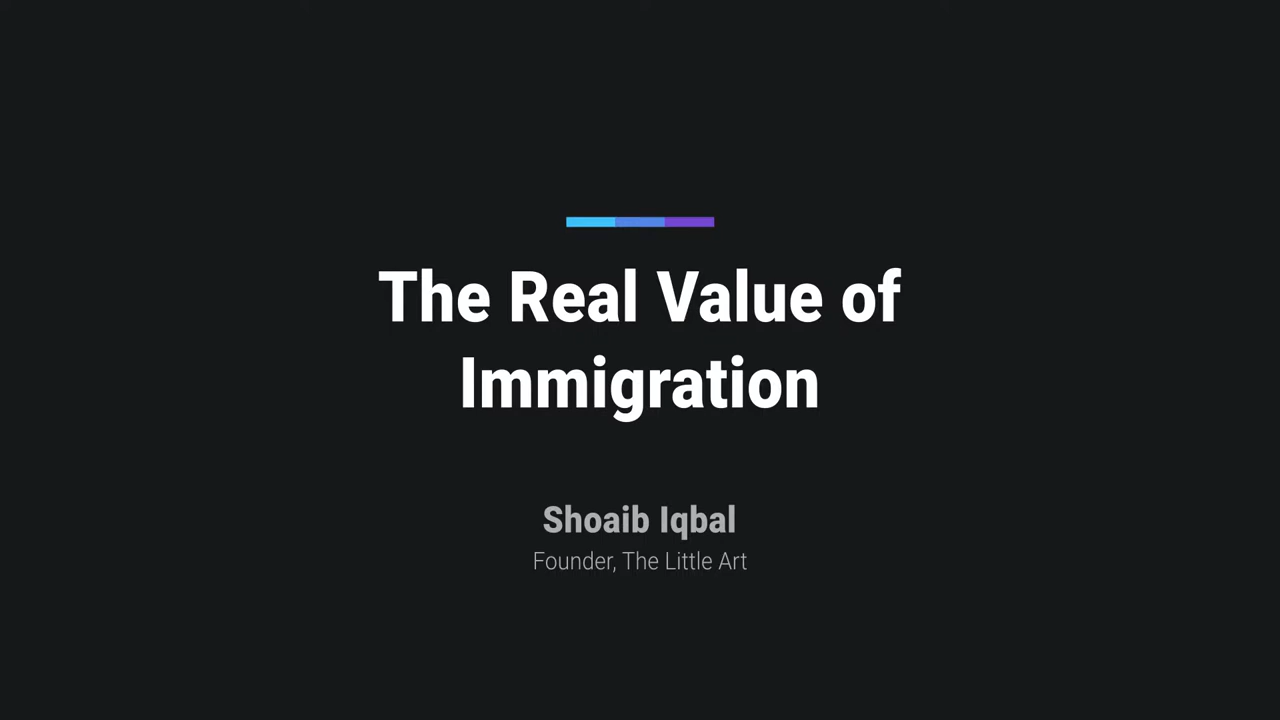 The Real Value of
Immigration
Shoaib Iqbal
Founder, The Little Art